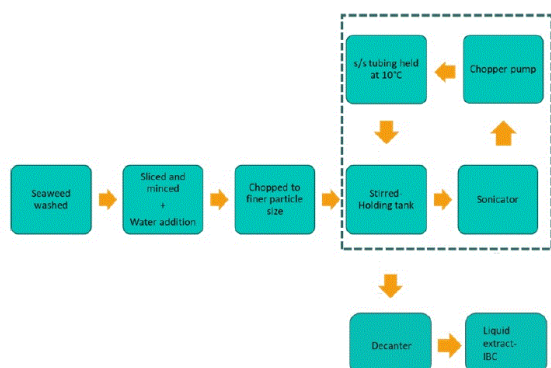 s/s tubing held
at 10°C
Chopper pump
Seaweed
washed
Sliced and
minced
+
Water addition
Chopped to
finer particle
size
Stirred-
Holding tank
Sonicator
Decanter
Liquid
extract-
IBC